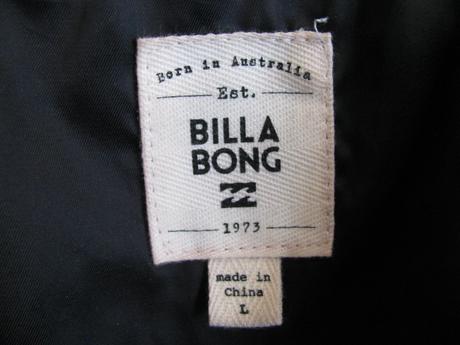 Born in Australia
Est.
BILLA
BONG
1973
made in
China
L